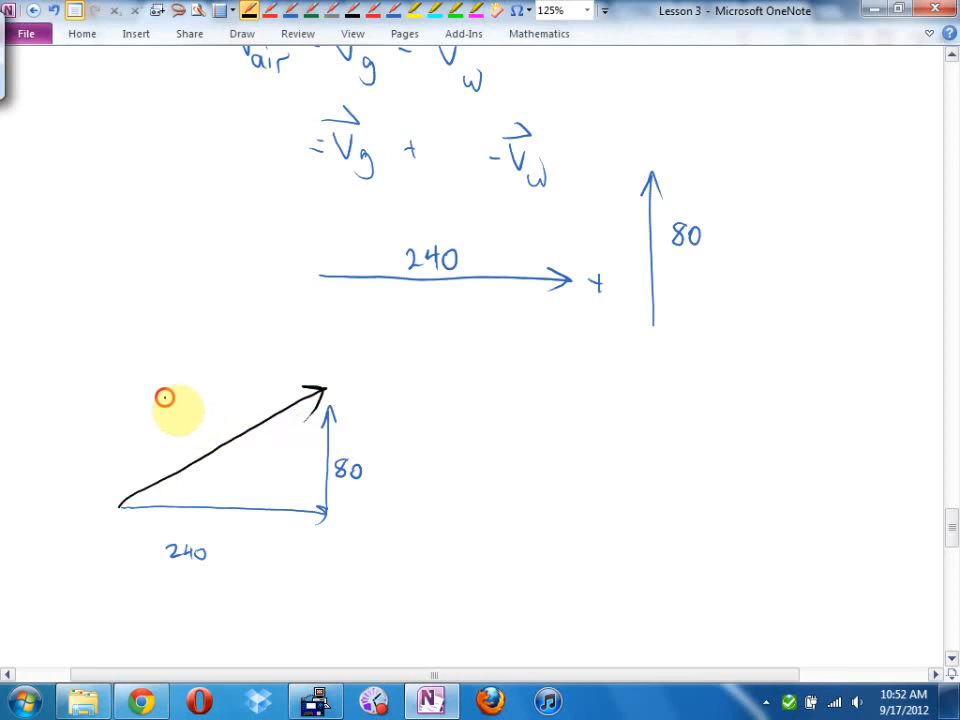 125%
Lesson 3 - Microsoft OneNote
File Home Insert Share Draw Review View Pages Add-Ins Mathematics
V air = V g - V w
= V g + - V w
80
240
+
80
240
10:52 AM
9/17/2012